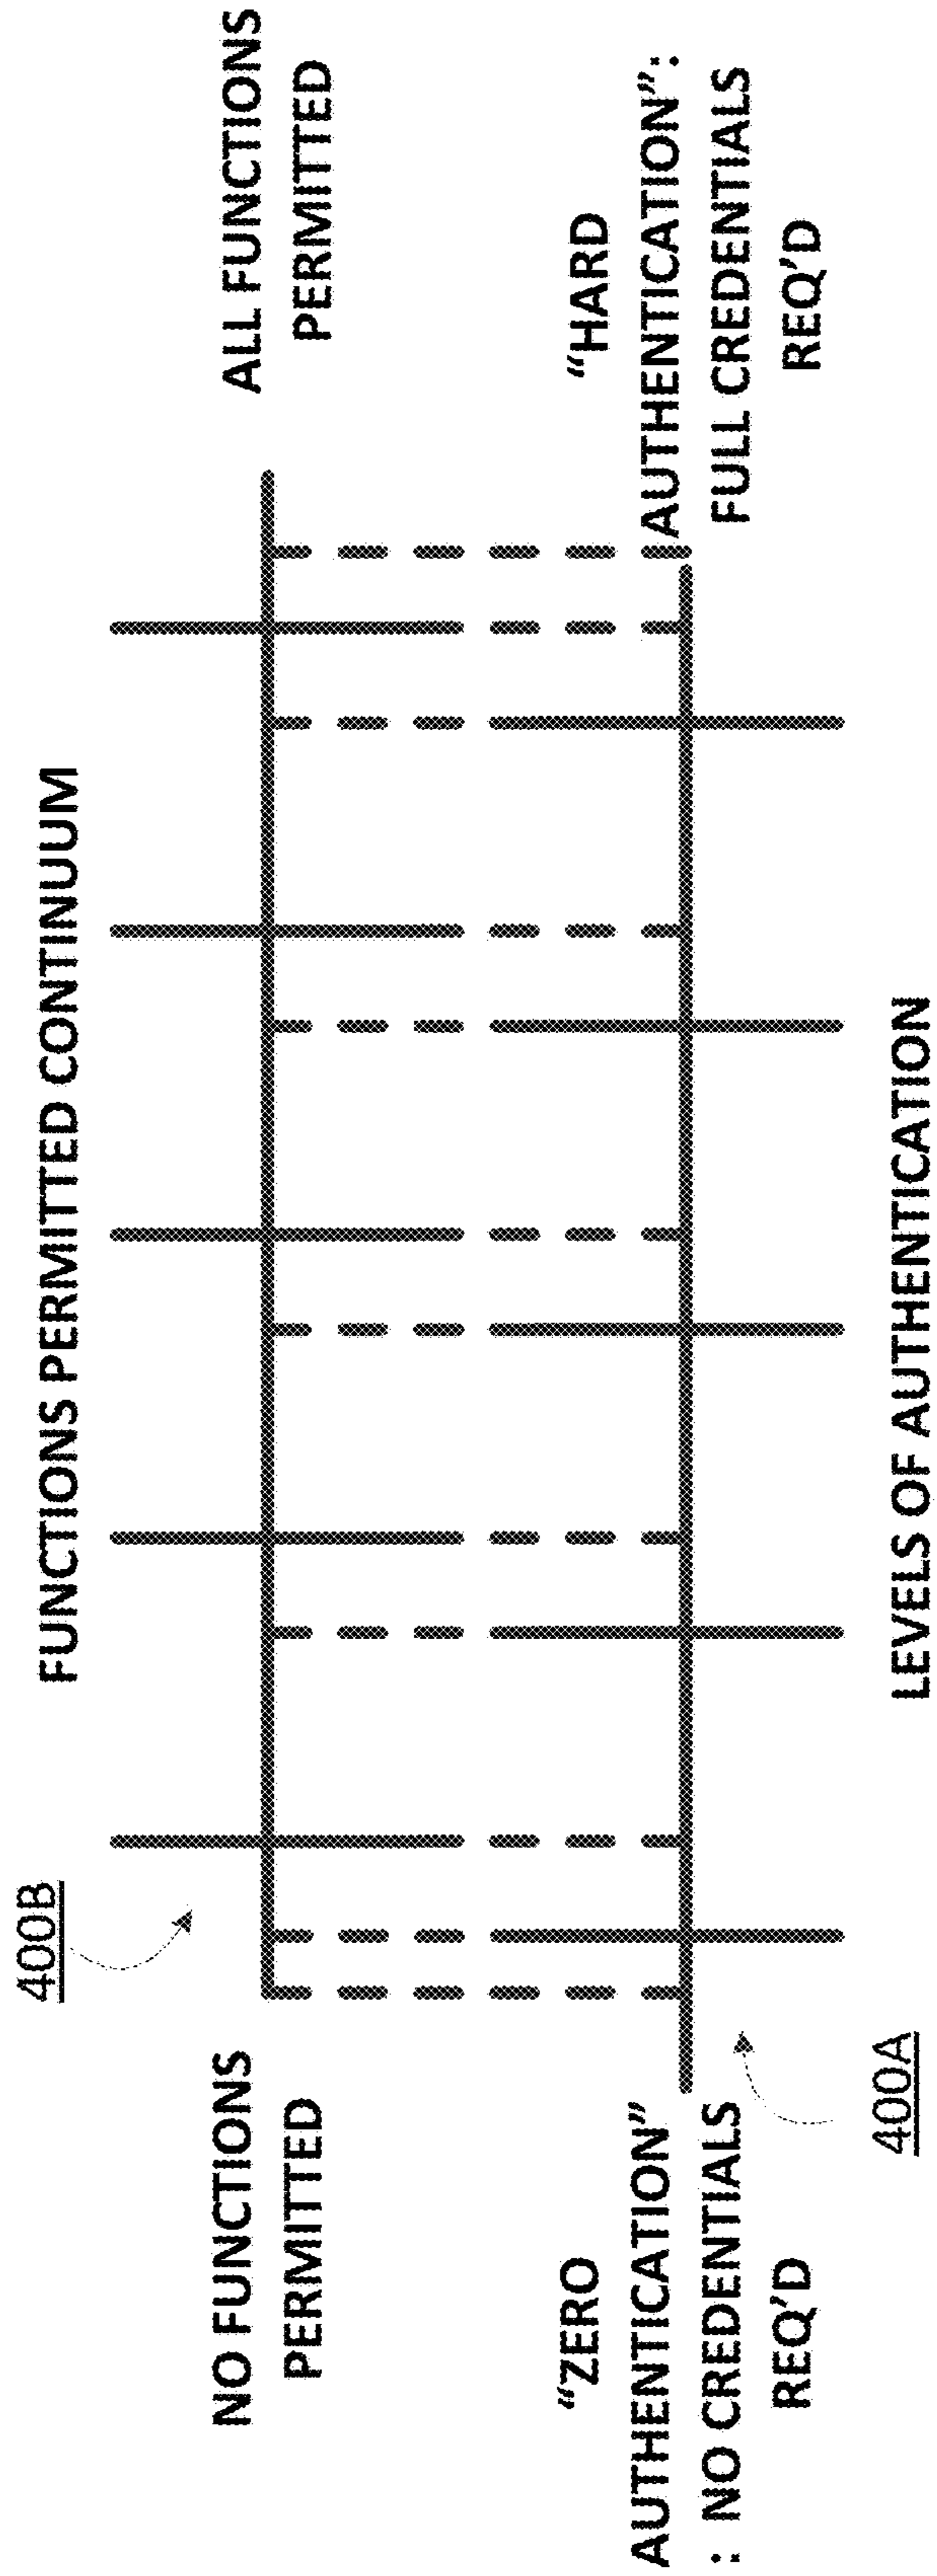 FUNCTIONS PERMITTED CONTINUUM
400B
NO FUNCTIONS
PERMITTED
ALL FUNCTIONS
PERMITTED
“ZERO
AUTHENTICATION”
: NO CREDENTIALS
REQ’D
“HARD
AUTHENTICATION”:
FULL CREDENTIALS
REQ’D
400A
LEVELS OF AUTHENTICATION